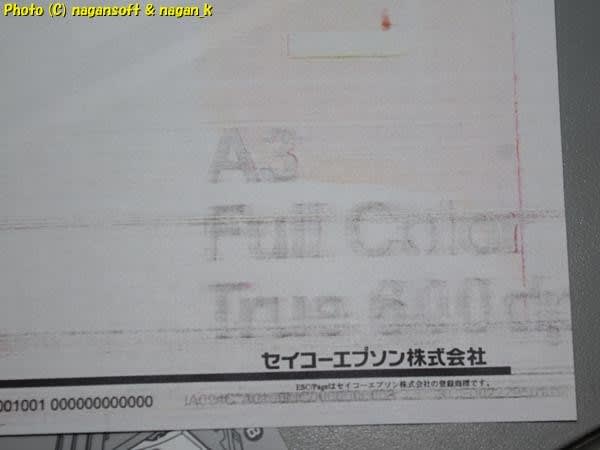 Photo (C) nagansoft & nagan_k
A3
Full Color
True 600
セイコーエプソン株式会社
ESC/Pageはセイコーエプソン株式会社の登録商標です。
001001 000000000000